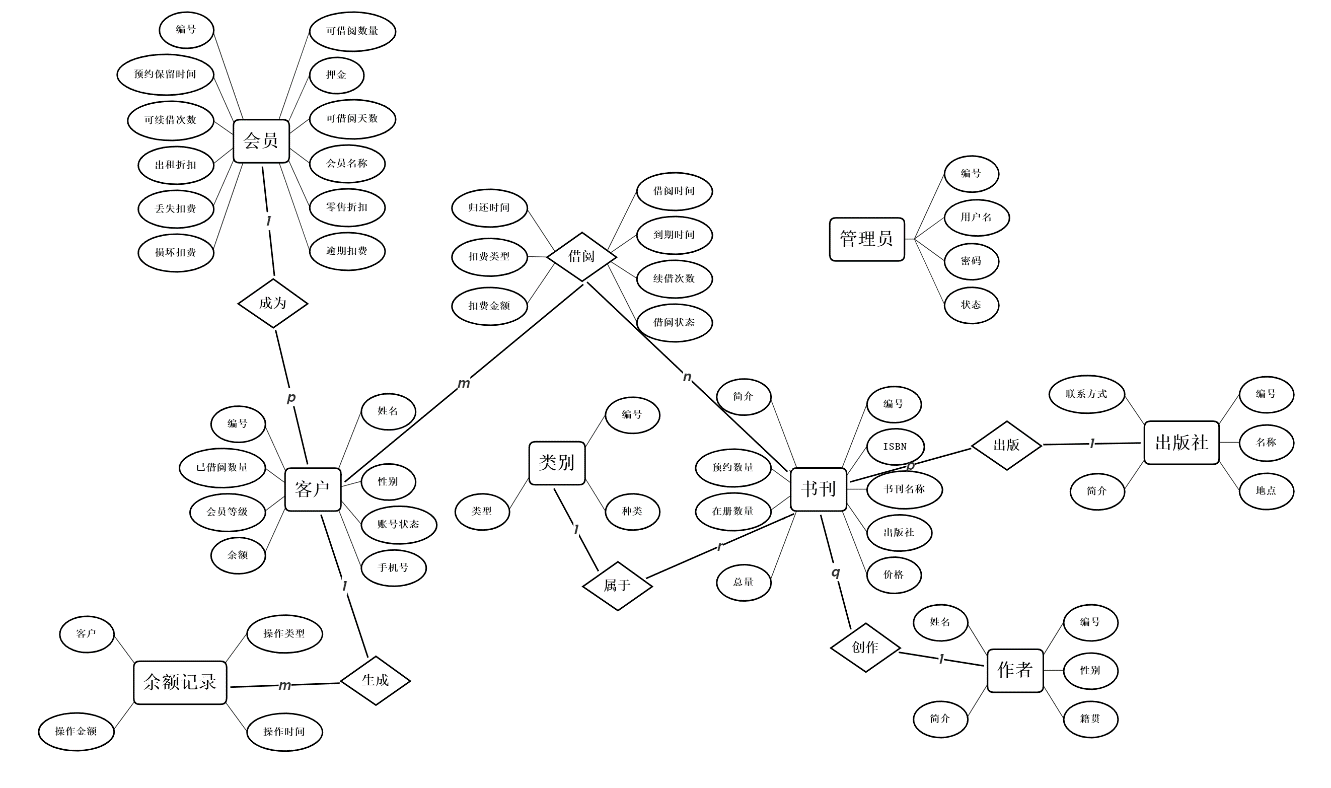 编号
可借阅数量
预约保留时间
押金
可续借次数
可借阅天数
会员
出租折扣
会员名称
丢失扣费
零售折扣
损坏扣费
逾期扣费
1
成为
p
归还时间
借阅时间
扣费类型
到期时间
借阅
扣费金额
续借次数
借阅状态
m
n
管理员
编号
用户名
密码
状态
编号
姓名
已借阅数量
性别
客户
会员等级
账号状态
余额
手机号
1
编号
类别
类型
种类
1
属于
r
简介
编号
ISBN
预约数量
书刊
书刊名称
在册数量
出版社
总量
价格
p
出版
1
联系方式
编号
出版社
名称
简介
地点
q
创作
1
姓名
编号
作者
性别
简介
籍贯
客户
操作类型
余额记录
m
生成
操作金额
操作时间